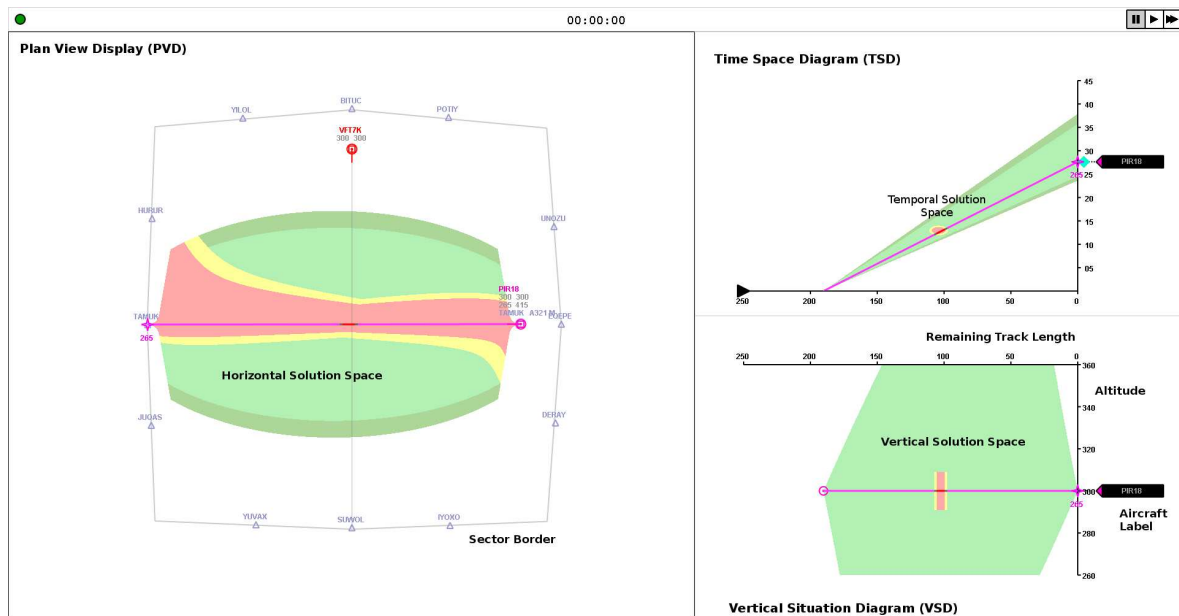 00:00:00
Plan View Display (PVD)
BITUC
YILOL
POTIY
VFT7K
300 300
HURUR
UNOZU
PIR18
300 300
265 415
TAMUK A321M
TAMUK
265
Horizontal Solution Space
JUQAS
DERAY
YUVAX
SUWOL
IYOXO
Sector Border
Time Space Diagram (TSD)
45
40
35
30
25
20
15
10
05
PIR18
265
Temporal Solution
Space
250
200
150
100
50
0
Remaining Track Length
250
200
150
100
50
0
360
Altitude
340
320
Vertical Solution Space
300
PIR18
265
Aircraft
Label
280
260
Vertical Situation Diagram (VSD)